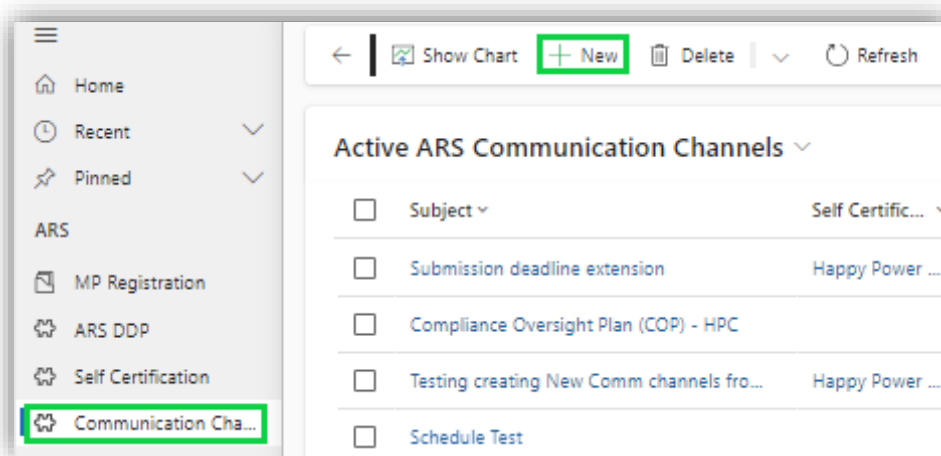 Home
Recent
Pinned
ARS
MP Registration
ARS DDP
Self Certification
Communication Cha...
Show Chart
New
Delete
Refresh
Active ARS Communication Channels
Subject
Self Certific...
Submission deadline extension
Happy Power ...
Compliance Oversight Plan (COP) - HPC
Testing creating New Comm channels fro...
Happy Power ...
Schedule Test